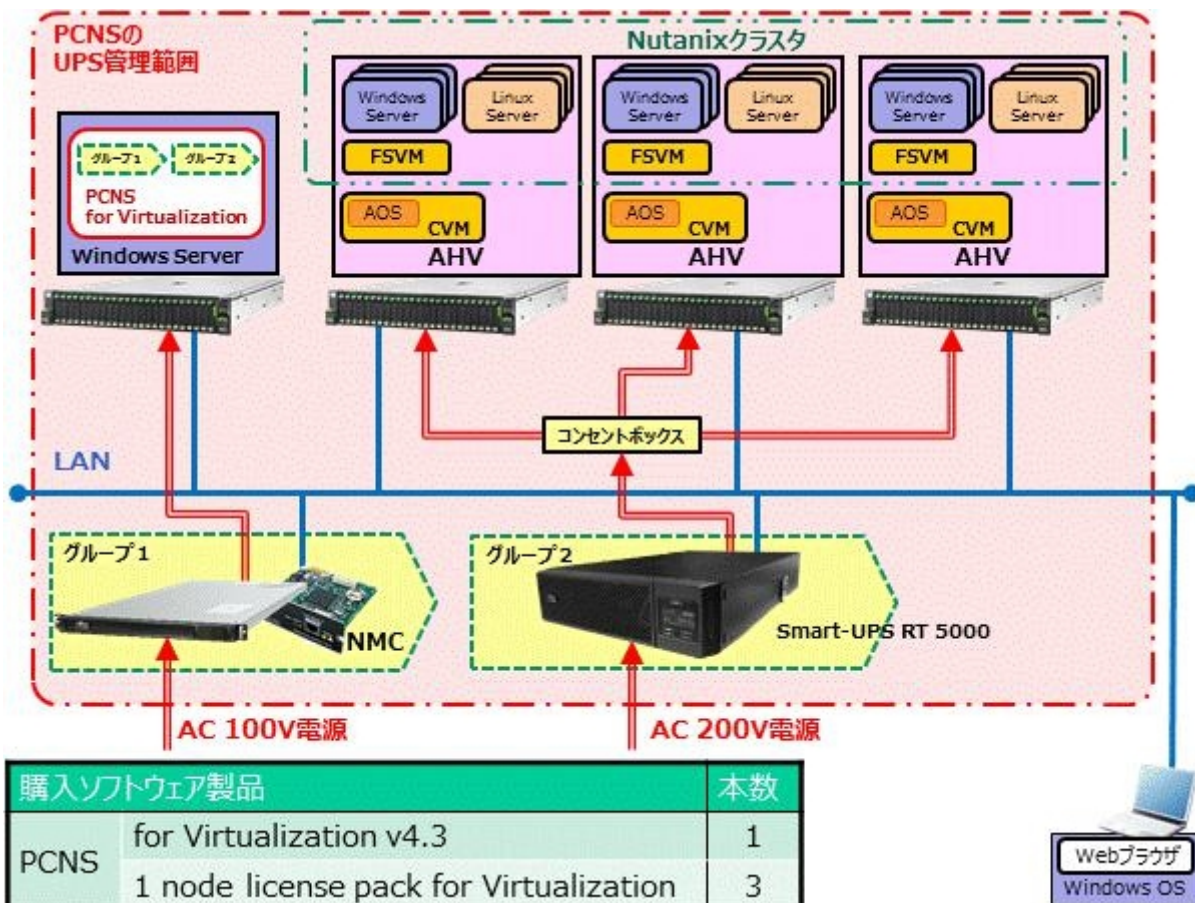 PCNSの
UPS管理範囲
Nutanixクラスタ
Windows
Server
Linux
Server
FSVM
AOS
CVM
AHV
Windows
Server
Linux
Server
FSVM
AOS
CVM
AHV
Windows
Server
Linux
Server
FSVM
AOS
CVM
AHV
グループ1
グループ2
PCNS
for Virtualization
Windows Server
コンセントボックス
LAN
グループ1
NMC
グループ2
Smart-UPS RT 5000
AC 100V電源
AC 200V電源
購入ソフトウェア製品 本数
PCNS
for Virtualization v4.3 1
1 node license pack for Virtualization 3
Webブラウザ
Windows OS